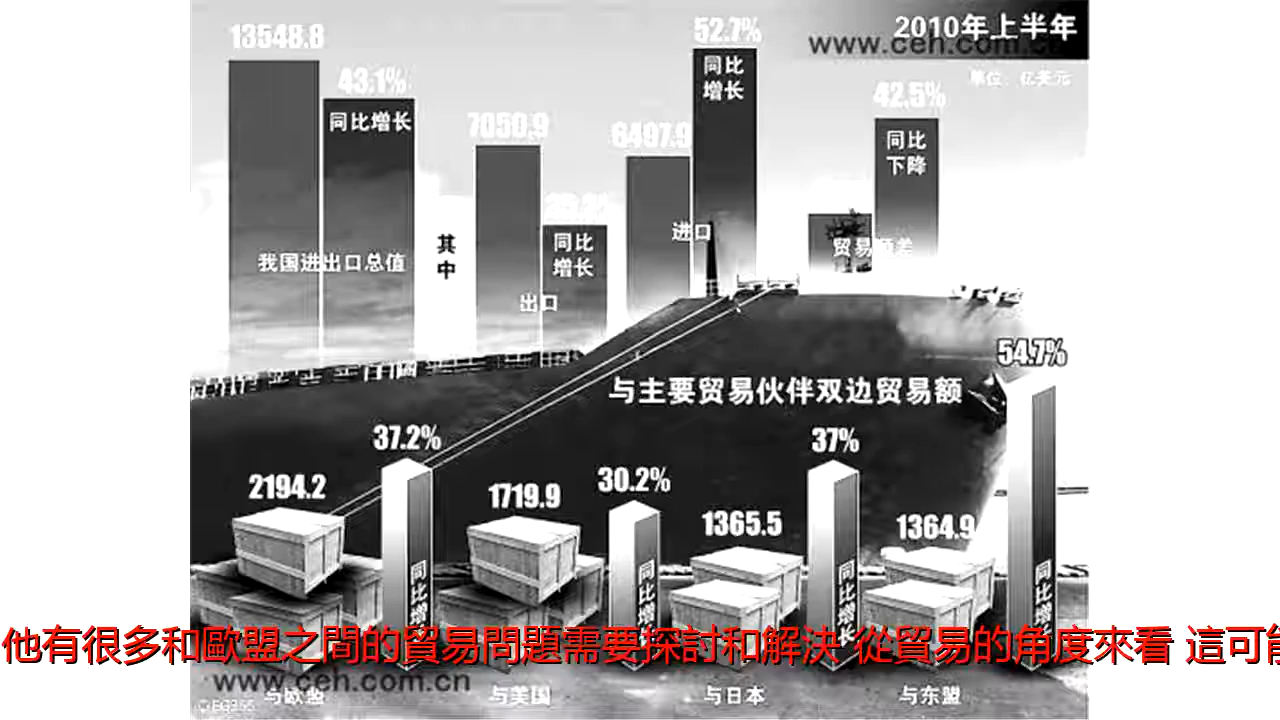 2010年上半年
www.ceh.com.cn
单位：亿美元
13548.8
43.1%
同比增长
我国进出口总值
其中
7050.9
同比增长
出口
6497.9
52.7%
同比增长
进口
42.5%
同比下降
贸易顺差
与主要贸易伙伴双边贸易额
2194.2
37.2%
同比增
与欧盟
1719.9
30.2%
同比增
与美国
1365.5
37%
同比增长
与日本
1364.9
54.7%
同比增
与东盟
他有很多和歐盟之間的貿易問題需要探討和解決 從貿易的角度來看 這可能
www.ceh.com.cn